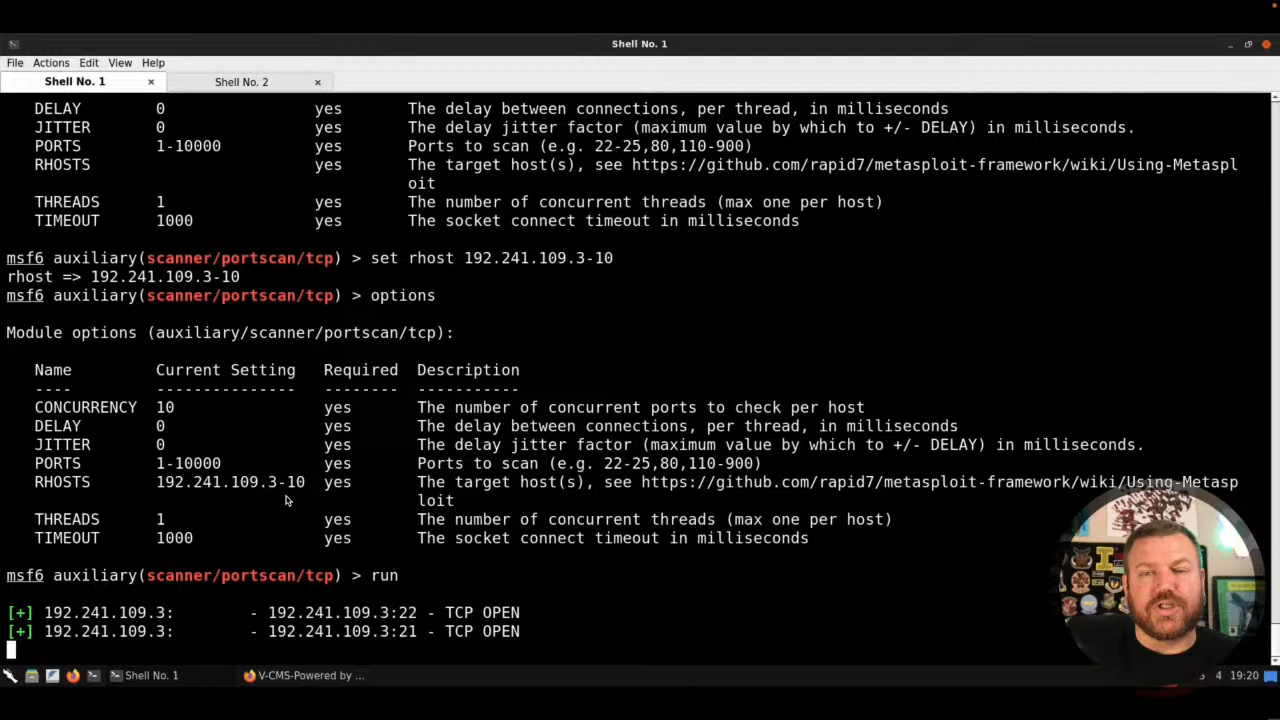 Shell No. 1
File Actions Edit View Help
Shell No. 1 × Shell No. 2 ×
DELAY 0 yes The delay between connections, per thread, in milliseconds
JITTER 0 yes The delay jitter factor (maximum value by which to +/- DELAY) in milliseconds.
PORTS 1-10000 yes Ports to scan (e.g. 22-25,80,110-900)
RHOSTS yes The target host(s), see https://github.com/rapid7/metasploit-framework/wiki/Using-Metaspl
oit
THREADS 1 yes The number of concurrent threads (max one per host)
TIMEOUT 1000 yes The socket connect timeout in milliseconds
msf6 auxiliary(scanner/portscan/tcp) > set rhost 192.241.109.3-10
rhost => 192.241.109.3-10
msf6 auxiliary(scanner/portscan/tcp) > options
Module options (auxiliary/scanner/portscan/tcp):
Name Current Setting Required Description
---- --------------- -------- -----------
CONCURRENCY 10 yes The number of concurrent ports to check per host
DELAY 0 yes The delay between connections, per thread, in milliseconds
JITTER 0 yes The delay jitter factor (maximum value by which to +/- DELAY) in milliseconds.
PORTS 1-10000 yes Ports to scan (e.g. 22-25,80,110-900)
RHOSTS 192.241.109.3-10 yes The target host(s), see https://github.com/rapid7/metasploit-framework/wiki/Using-Metasp
loit
THREADS 1 yes The number of concurrent threads (max one per host)
TIMEOUT 1000 yes The socket connect timeout in milliseconds
msf6 auxiliary(scanner/portscan/tcp) > run
[+] 192.241.109.3: - 192.241.109.3:22 - TCP OPEN
[+] 192.241.109.3: - 192.241.109.3:21 - TCP OPEN
Shell No. 1 V-CMS-Powered by ... 4 19:20